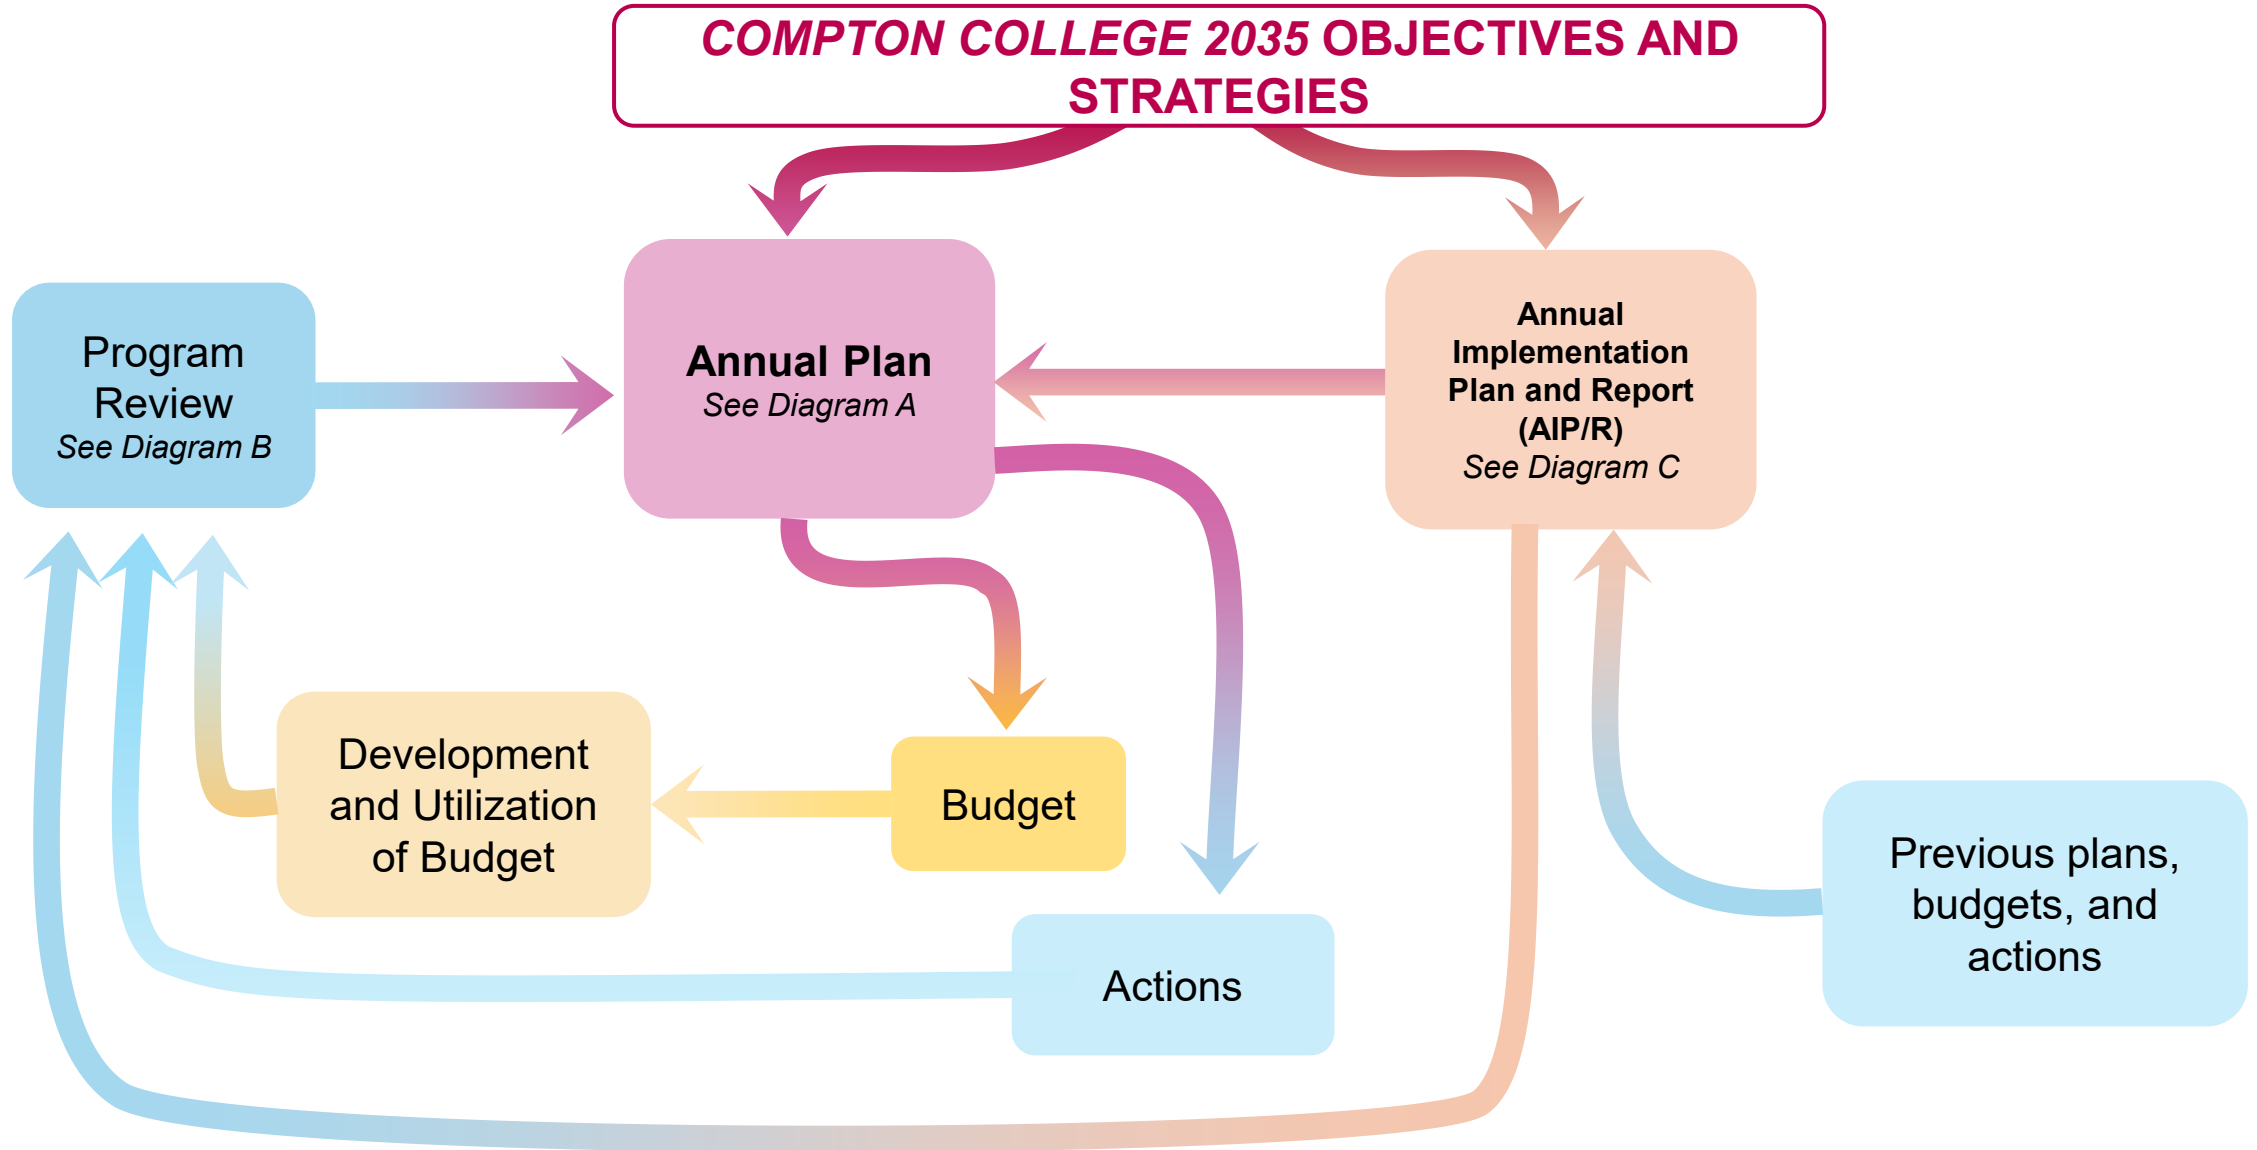 COMPTON COLLEGE 2035 OBJECTIVES AND
STRATEGIES
Program
Review
See Diagram B
Annual Plan
See Diagram A
Annual
Implementation
Plan and Report
(AIP/R)
See Diagram C
Development
and Utilization
of Budget
Budget
Actions
Previous plans,
budgets, and
actions